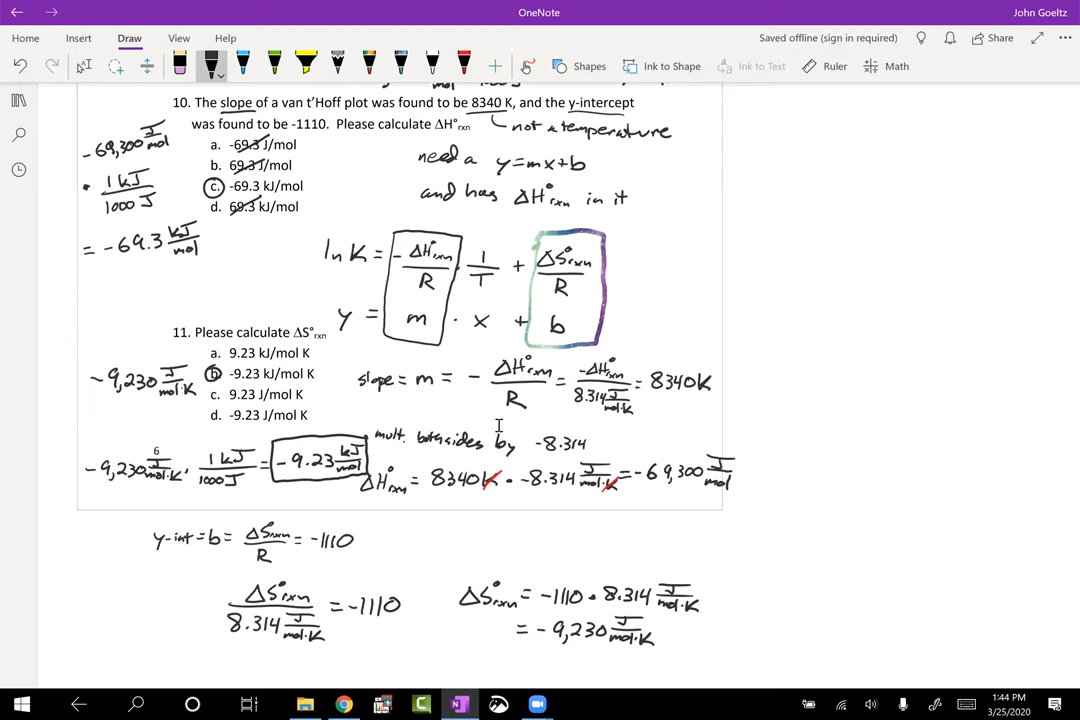 OneNote
John Goeltz
Home Insert Draw View Help
Saved offline (sign in required)
Share
Shapes
Ink to Shape
Ink to Text
Ruler
Math
10. The slope of a van t'Hoff plot was found to be 8340 K, and the y-intercept
was found to be -1110. Please calculate ΔH°rxn
not a temperature
a. -69.3 J/mol
b. 69.3 J/mol
c. -69.3 kJ/mol
d. 69.3 kJ/mol
-69,300 J/mol
· 1 kJ/1000 J
= -69.3 kJ/mol
need a y=mx+b
and has ΔH°rxn in it
ln K = - ΔH°rxn/R · 1/T + ΔS°rxn/R
y = m · x + b
11. Please calculate ΔS°rxn
a. 9.23 kJ/mol K
b. -9.23 kJ/mol K
c. 9.23 J/mol K
d. -9.23 J/mol K
-9,230 J/mol·K
slope = m = - ΔH°rxn/R = -ΔH°rxn/8.314 J/mol·K = 8340K
mult. both sides by -8.314
6
-9,230 J/mol·K · 1 kJ/1000 J = -9.23 kJ/mol
ΔH°rxn = 8340K · -8.314 J/mol·K = -69,300 J/mol
y-int = b = ΔS°rxn/R = -1110
ΔS°rxn/8.314 J/mol·K = -1110
ΔS°rxn = -1110 · 8.314 J/mol·K
= -9,230 J/mol·K
1:44 PM
3/25/2020